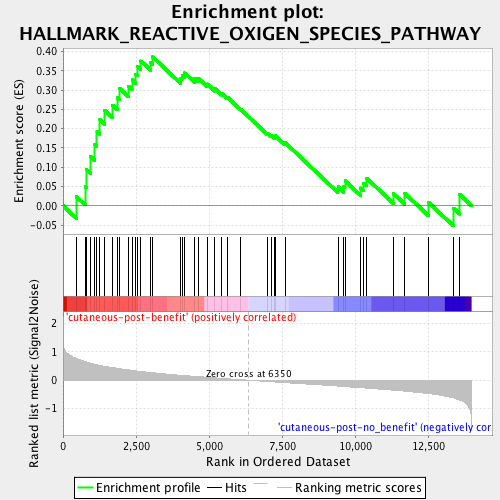 Enrichment plot:
HALLMARK_REACTIVE_OXIGEN_SPECIES_PATHWAY
Enrichment score (ES)
0.40
0.35
0.30
0.25
0.20
0.15
0.10
0.05
0.00
-0.05
'cutaneous-post-benefit' (positively correlated)
Ranked list metric (Signal2Noise)
2
1
0
-1
Zero cross at 6350
'cutaneous-post-no_benefit' (negatively cor
0
2,500
5,000
7,500
10,000
12,500
Rank in Ordered Dataset
Enrichment profile
Hits
Ranking metric scores